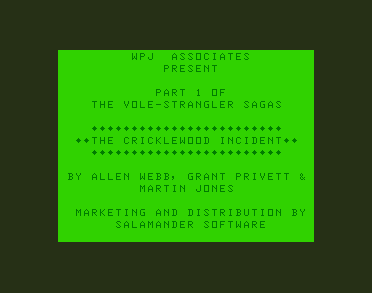 WPJ ASSOCIATES
PRESENT
PART 1 OF
THE VOLE-STRANGLER SAGAS
◆◆◆◆◆◆◆◆◆◆◆◆◆◆◆◆◆◆◆◆◆◆◆◆
◆◆THE CRICKLEWOOD INCIDENT◆◆
◆◆◆◆◆◆◆◆◆◆◆◆◆◆◆◆◆◆◆◆◆◆◆◆
BY ALLEN WEBB, GRANT PRIVETT &
MARTIN JONES
MARKETING AND DISTRIBUTION BY
SALAMANDER SOFTWARE